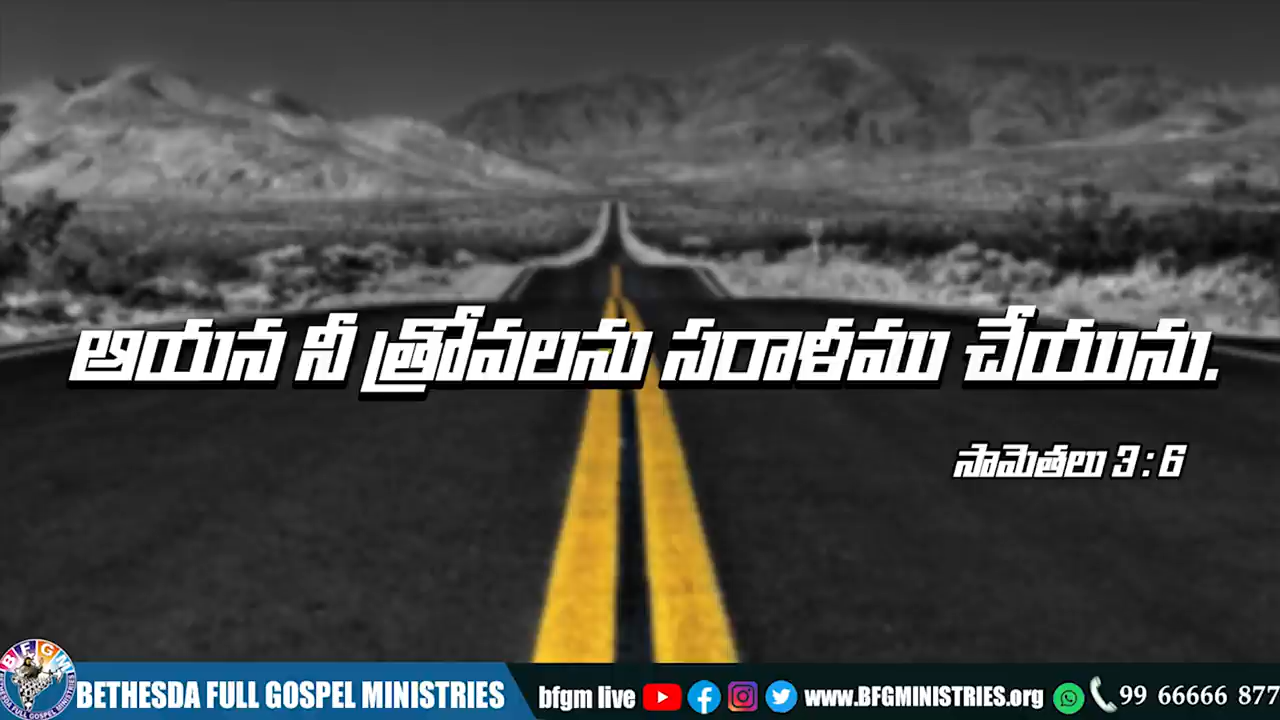 ఆయన నీ త్రోవలను సరాళము చేయును.
సామెతలు 3 : 6
BFGM
BETHESDA FULL GOSPEL MINISTRIES bfgm live www.BFGMINISTRIES.org 99 66666 877